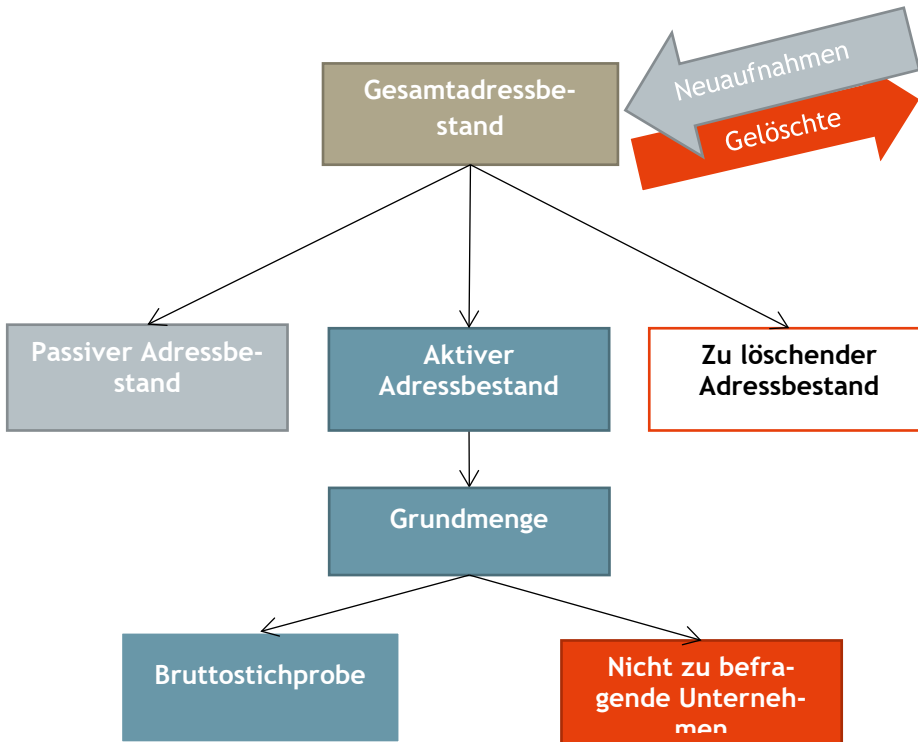 Gesamtadressbe-
stand
Neuaufnahmen
Gelöschte
Passiver Adressbe-
stand
Aktiver
Adressbestand
Zu löschender
Adressbestand
Grundmenge
Bruttostichprobe
Nicht zu befra-
gende Unterneh-
men